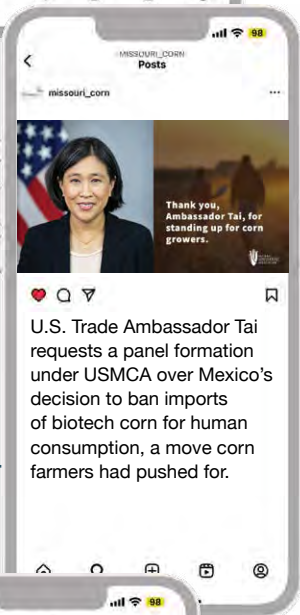 98
MISSOURI_CORN
Posts
missouri_corn
Thank you,
Ambassador Tai, for
standing up for corn
growers.
U.S. Trade Ambassador Tai
requests a panel formation
under USMCA over Mexico’s
decision to ban imports
of biotech corn for human
consumption, a move corn
farmers had pushed for.
98